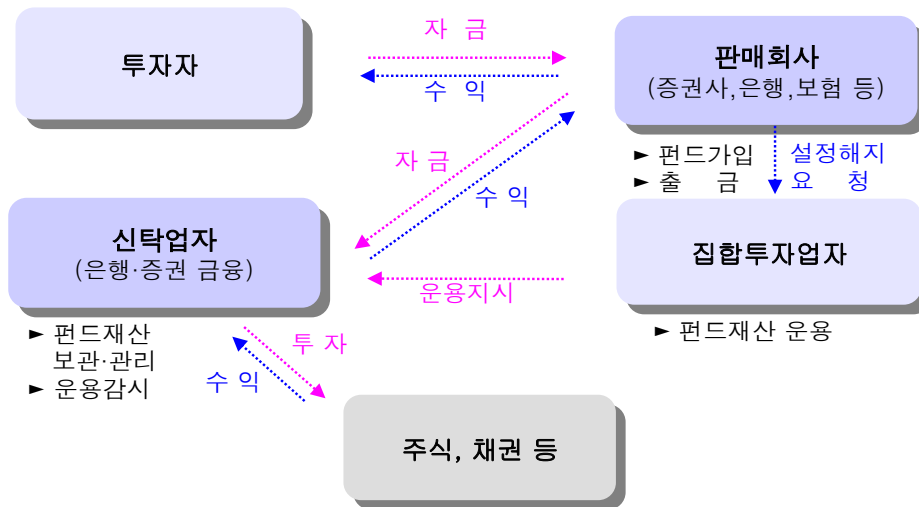 자 금
투자자
수 익
판매회사
(증권사,은행,보험 등)
► 펀드가입
► 출 금
설정해지
요 청
자 금
수 익
신탁업자
(은행·증권 금융)
집합투자업자
운용지시
► 펀드재산
보관·관리
► 운용감시
► 펀드재산 운용
투 자
수 익
주식, 채권 등